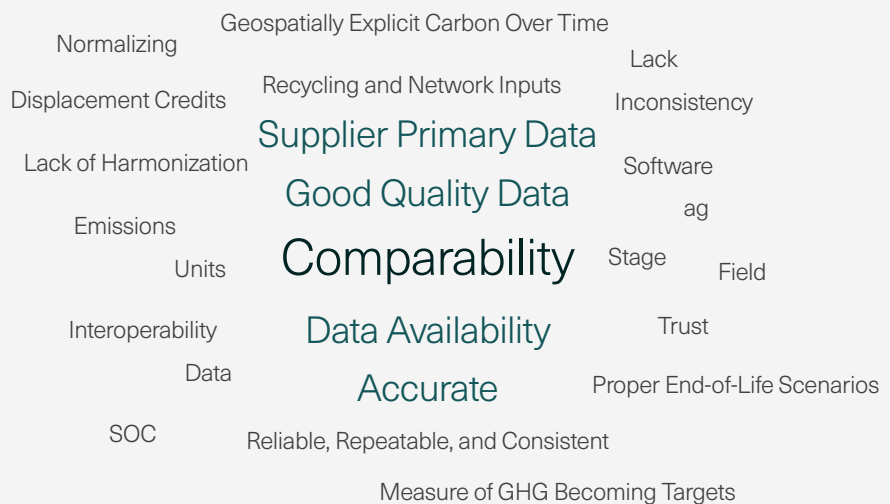 Geospatially Explicit Carbon Over Time
Normalizing
Lack
Recycling and Network Inputs
Displacement Credits
Inconsistency
Supplier Primary Data
Lack of Harmonization
Software
Good Quality Data
ag
Emissions
Comparability
Stage
Units
Field
Interoperability
Data Availability
Trust
Data
Accurate
Proper End-of-Life Scenarios
SOC
Reliable, Repeatable, and Consistent
Measure of GHG Becoming Targets